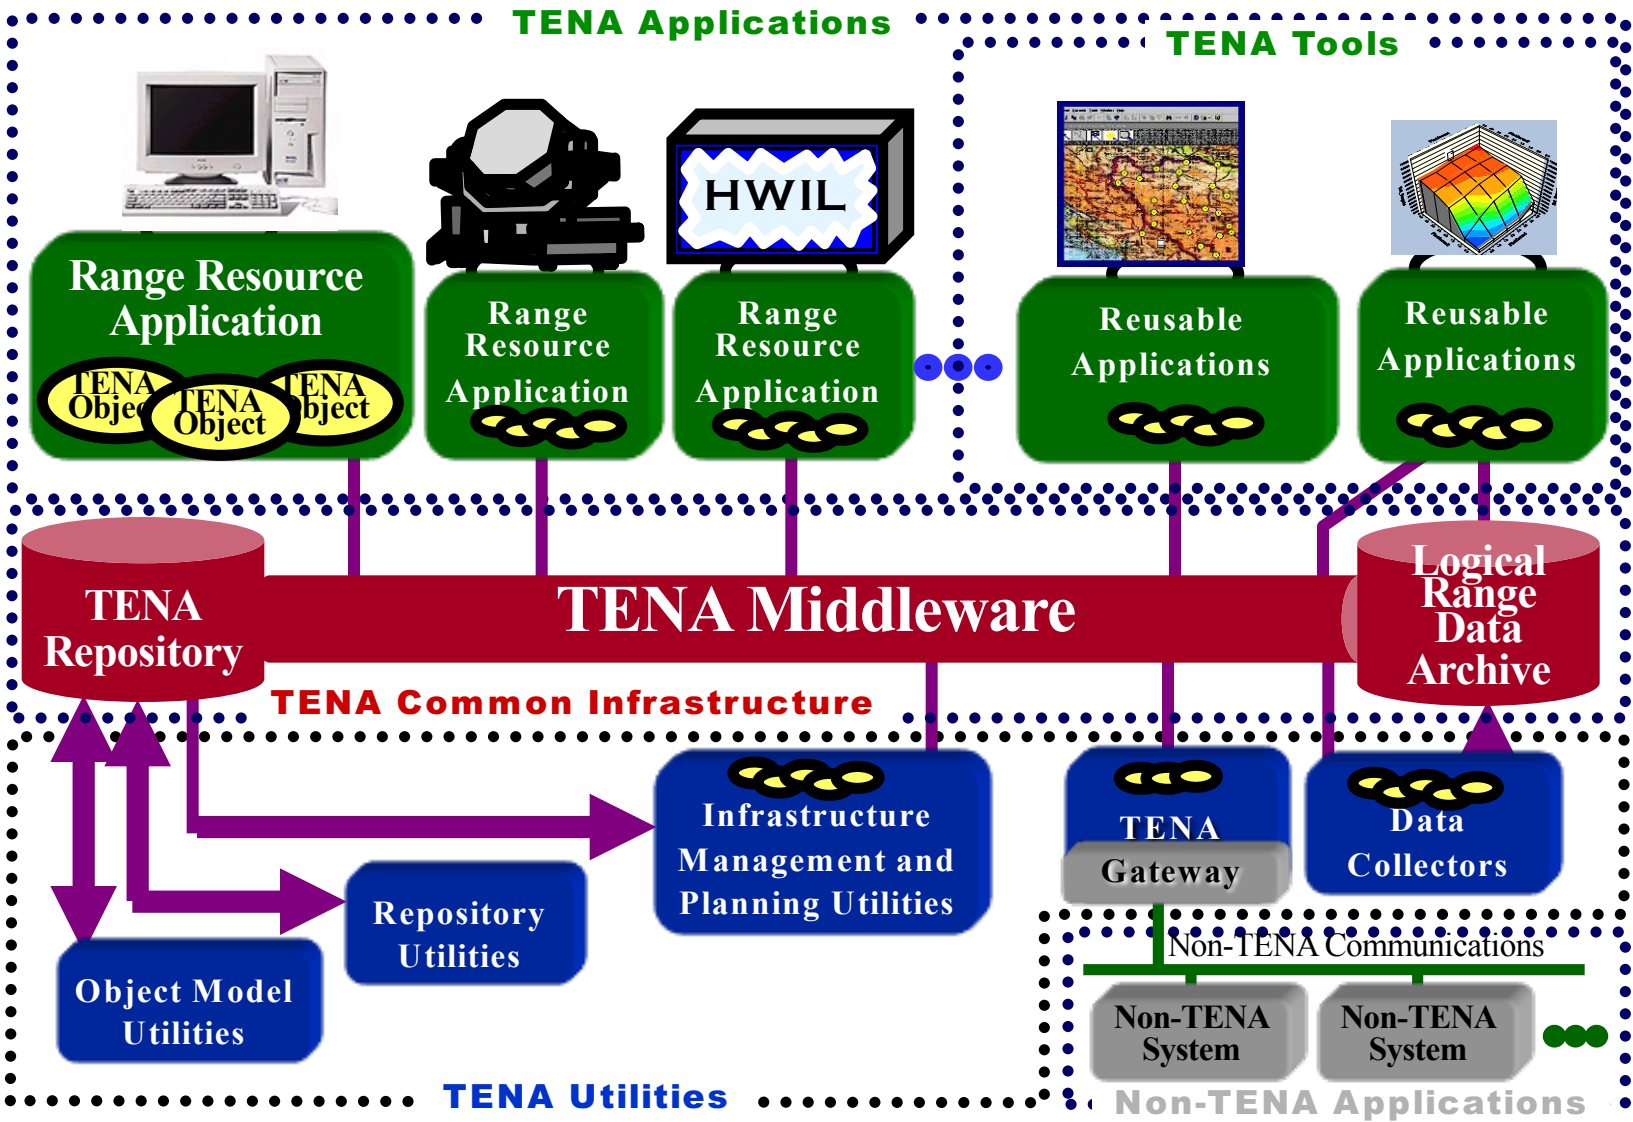 TENA Applications
TENA Tools
HWIL
Range Resource
Application
TENA
Object
TENA
Object
TENA
Object
Range
Resource
Application
Range
Resource
Application
Reusable
Applications
Reusable
Applications
TENA
Repository
TENA Middleware
Logical
Range
Data
Archive
TENA Common Infrastructure
Infrastructure
Management and
Planning Utilities
TENA
Gateway
Data
Collectors
Repository
Utilities
Object Model
Utilities
Non-TENA Communications
Non-TENA
System
Non-TENA
System
TENA Utilities
Non-TENA Applications